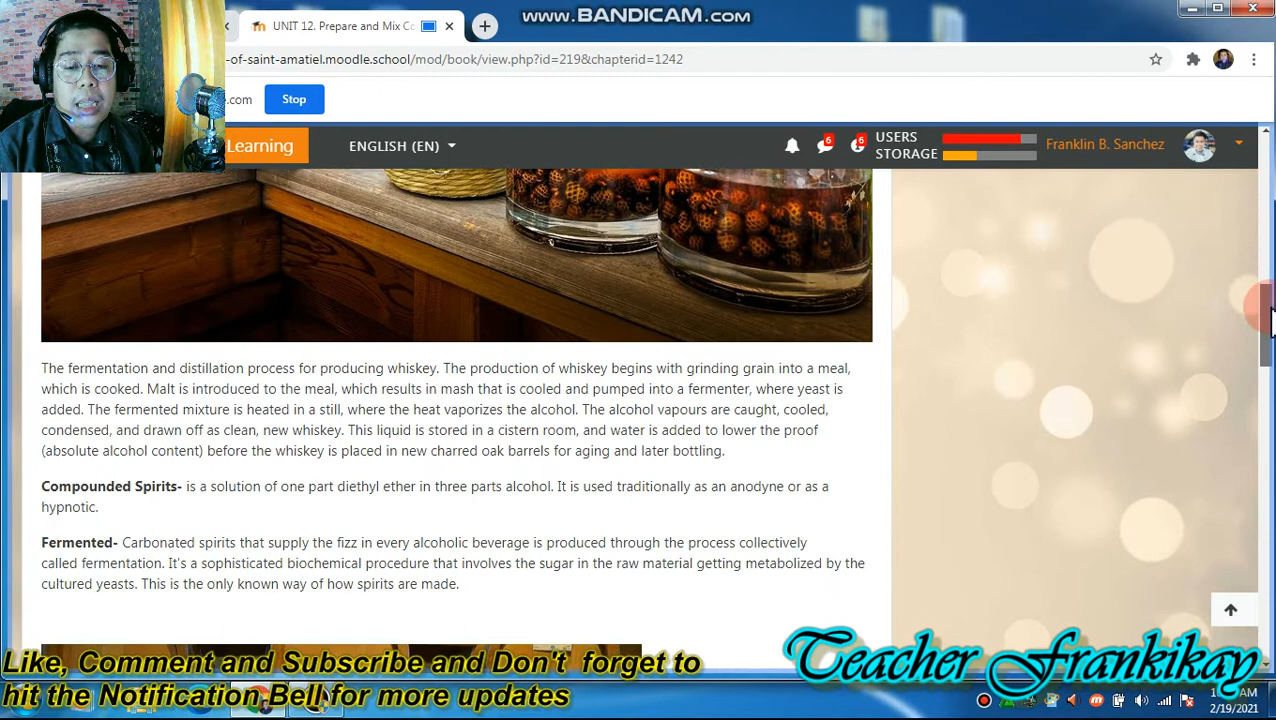 WWW.BANDICAM.COM
UNIT 12. Prepare and Mix Co
-of-saint-amatiel.moodle.school/mod/book/view.php?id=219&chapterid=1242
.com
Stop
Learning
ENGLISH (EN)
6
6
USERS
STORAGE
Franklin B. Sanchez
The fermentation and distillation process for producing whiskey. The production of whiskey begins with grinding grain into a meal,
which is cooked. Malt is introduced to the meal, which results in mash that is cooled and pumped into a fermenter, where yeast is
added. The fermented mixture is heated in a still, where the heat vaporizes the alcohol. The alcohol vapours are caught, cooled,
condensed, and drawn off as clean, new whiskey. This liquid is stored in a cistern room, and water is added to lower the proof
(absolute alcohol content) before the whiskey is placed in new charred oak barrels for aging and later bottling.
Compounded Spirits- is a solution of one part diethyl ether in three parts alcohol. It is used traditionally as an anodyne or as a
hypnotic.
Fermented- Carbonated spirits that supply the fizz in every alcoholic beverage is produced through the process collectively
called fermentation. It's a sophisticated biochemical procedure that involves the sugar in the raw material getting metabolized by the
cultured yeasts. This is the only known way of how spirits are made.
Like, Comment and Subscribe and Don't forget to
hit the Notification Bell for more updates
Teacher Frankikay
2/19/2021